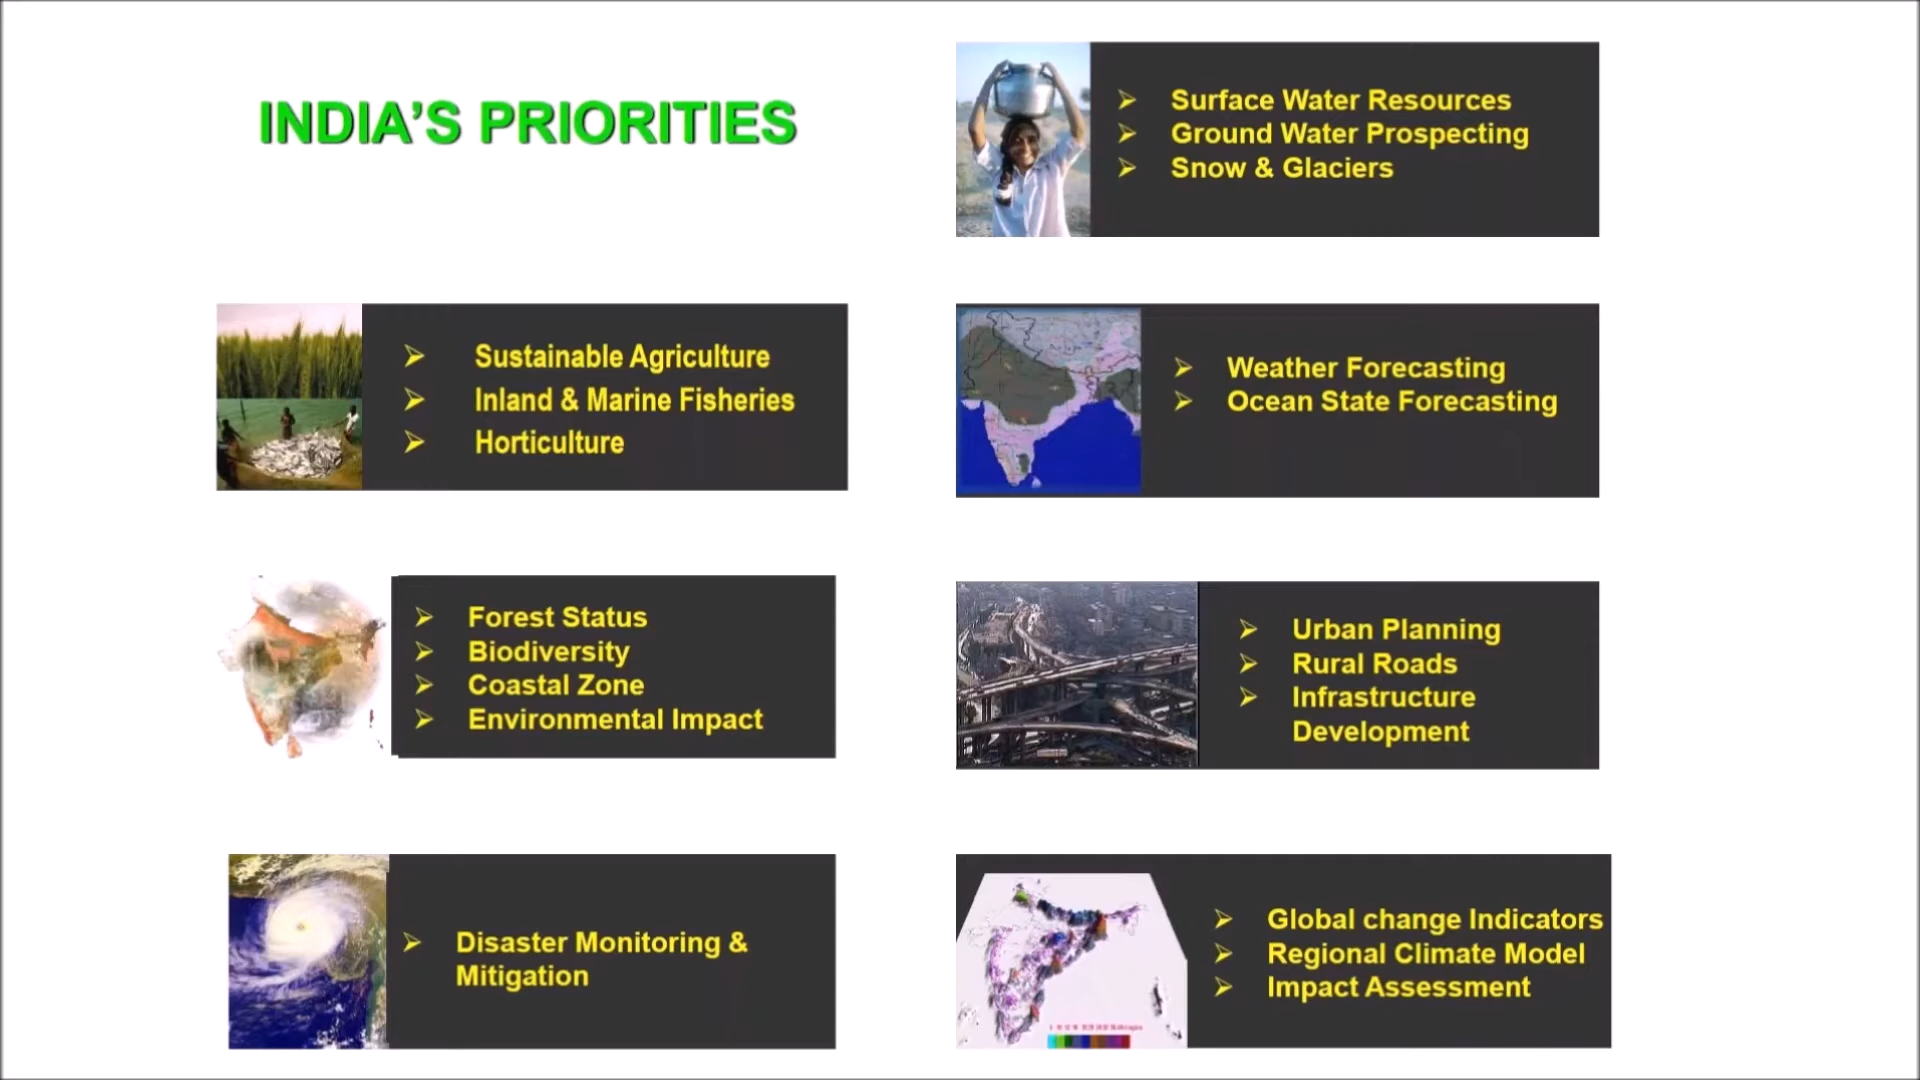 INDIA'S PRIORITIES
Surface Water Resources
Ground Water Prospecting
Snow & Glaciers
Sustainable Agriculture
Inland & Marine Fisheries
Horticulture
Weather Forecasting
Ocean State Forecasting
Forest Status
Biodiversity
Coastal Zone
Environmental Impact
Urban Planning
Rural Roads
Infrastructure
Development
Disaster Monitoring &
Mitigation
Global change Indicators
Regional Climate Model
Impact Assessment